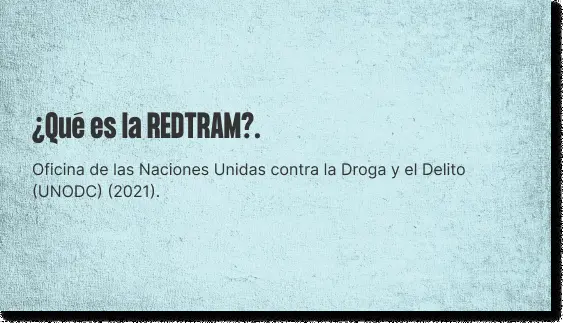 ¿Qué es la REDTRAM?.
Oficina de las Naciones Unidas contra la Droga y el Delito
(UNODC) (2021).